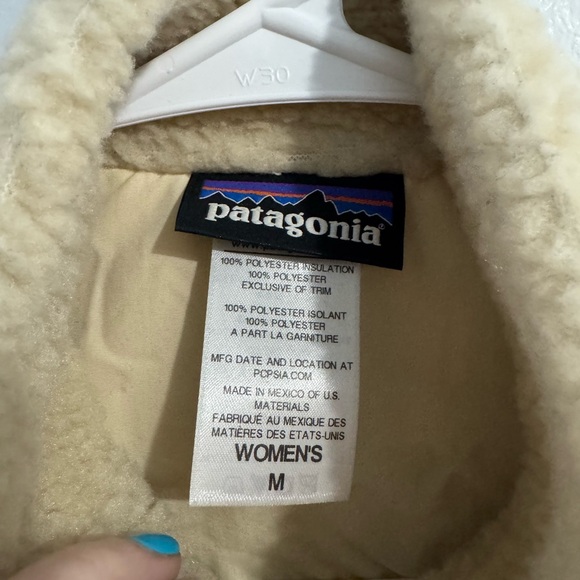 W30
patagonia®
100% POLYESTER INSULATION
100% POLYESTER
EXCLUSIVE OF TRIM
100% POLYESTER ISOLANT
100% POLYESTER
A PART LA GARNITURE
MFG DATE AND LOCATION AT
PCPSIA.COM
MADE IN MEXICO OF U.S.
MATERIALS
FABRIQUÉ AU MEXIQUE DES
MATIÈRES DES ETATS-UNIS
WOMEN'S
M